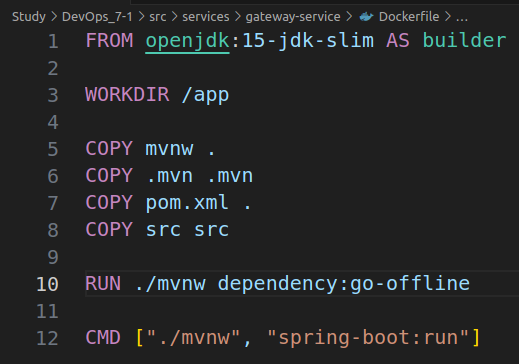 Study > DevOps_7-1 > src > services > gateway-service > Dockerfile > ...
1 FROM openjdk:15-jdk-slim AS builder
2
3 WORKDIR /app
4
5 COPY mvnw .
6 COPY .mvn .mvn
7 COPY pom.xml .
8 COPY src src
9
10 RUN ./mvnw dependency:go-offline
11
12 CMD ["./mvnw", "spring-boot:run"]